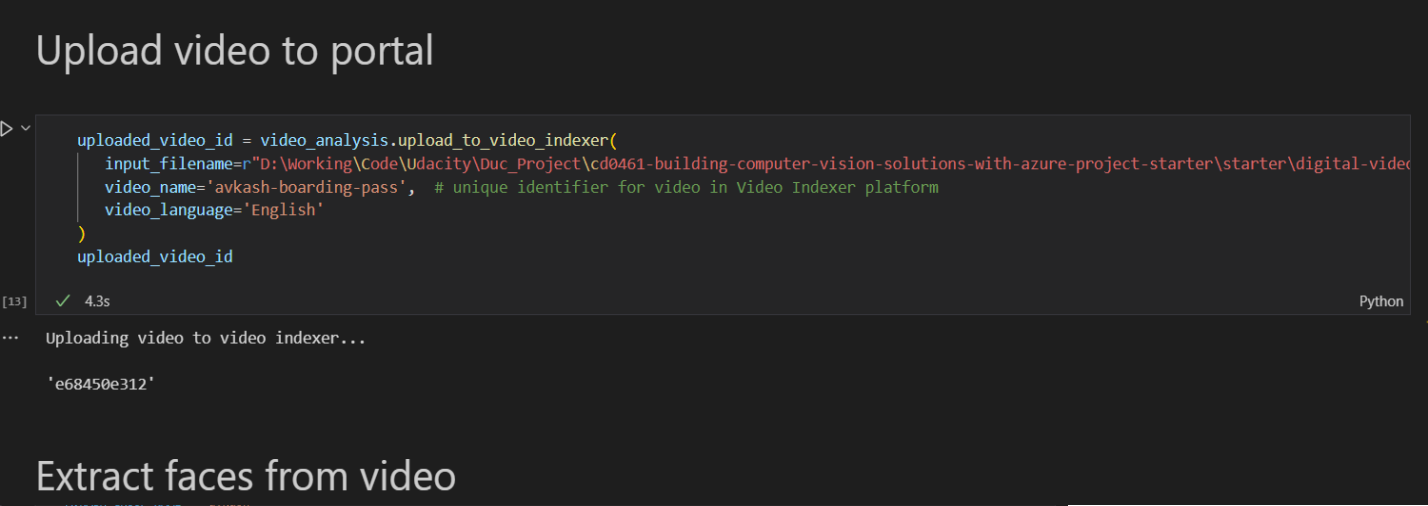 Upload video to portal
uploaded_video_id = video_analysis.upload_to_video_indexer(
input_filename=r"D:\Working\Code\Udacity\Duc_Project\cd0461-building-computer-vision-solutions-with-azure-project-starter\starter\digital-video
video_name='avkash-boarding-pass',  # unique identifier for video in Video Indexer platform
video_language='English'
)
uploaded_video_id
[13] 4.3s Python
Uploading video to video indexer...
'e68450e312'
Extract faces from video